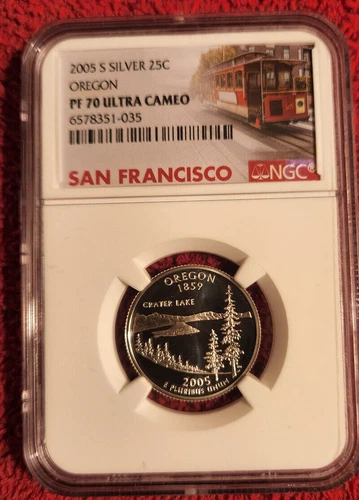 2005 S SILVER 25C
OREGON
PF 70 ULTRA CAMEO
6578351-035
SAN FRANCISCO
NGC®
OREGON
1859
CRATER LAKE
2005
E PLURIBUS UNUM